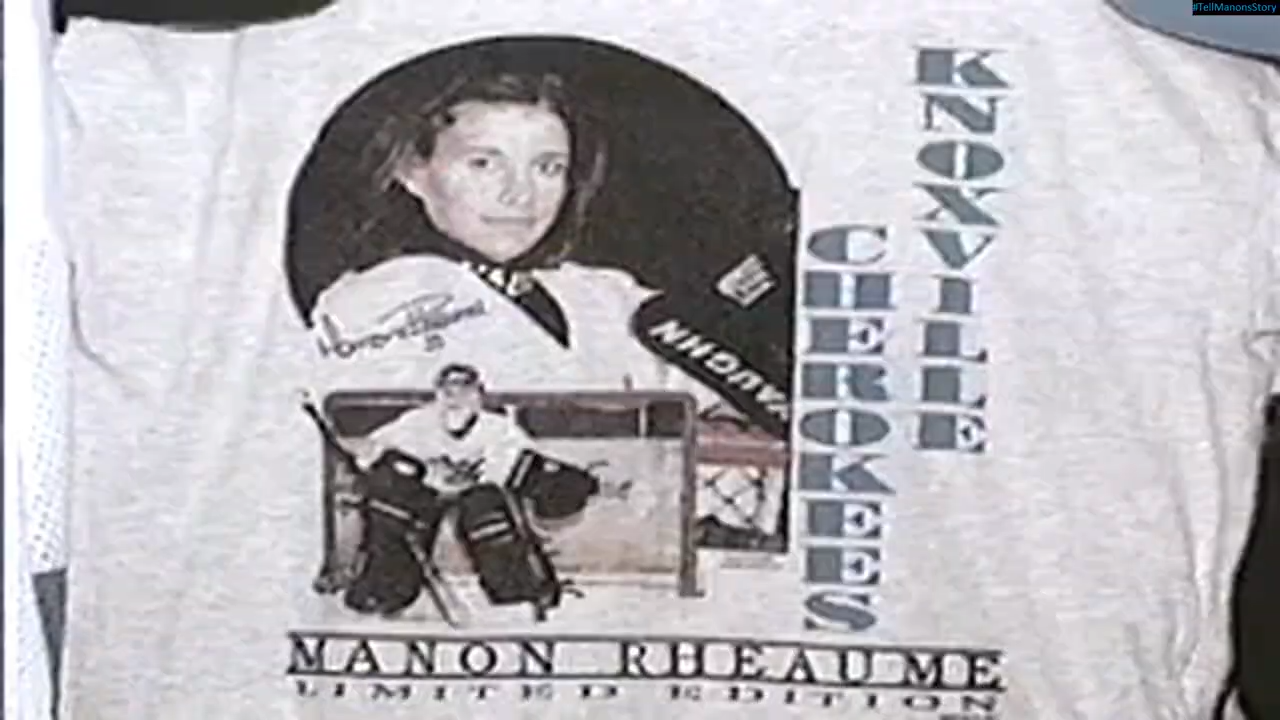 #TellManonsStory
KNOXVILLE
CHEROKEES
VAUGHN
MANON RHEAUME
LIMITED EDITION